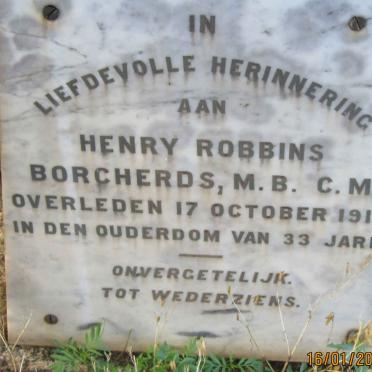 IN
LIEFDEVOLLE HERINNERING
AAN
HENRY ROBBINS
BORCHERDS, M.B. C.M
OVERLEDEN 17 OCTOBER 191
IN DEN OUDERDOM VAN 33 JARE
ONVERGETELIJK.
TOT WEDERZIENS.
16/01/20